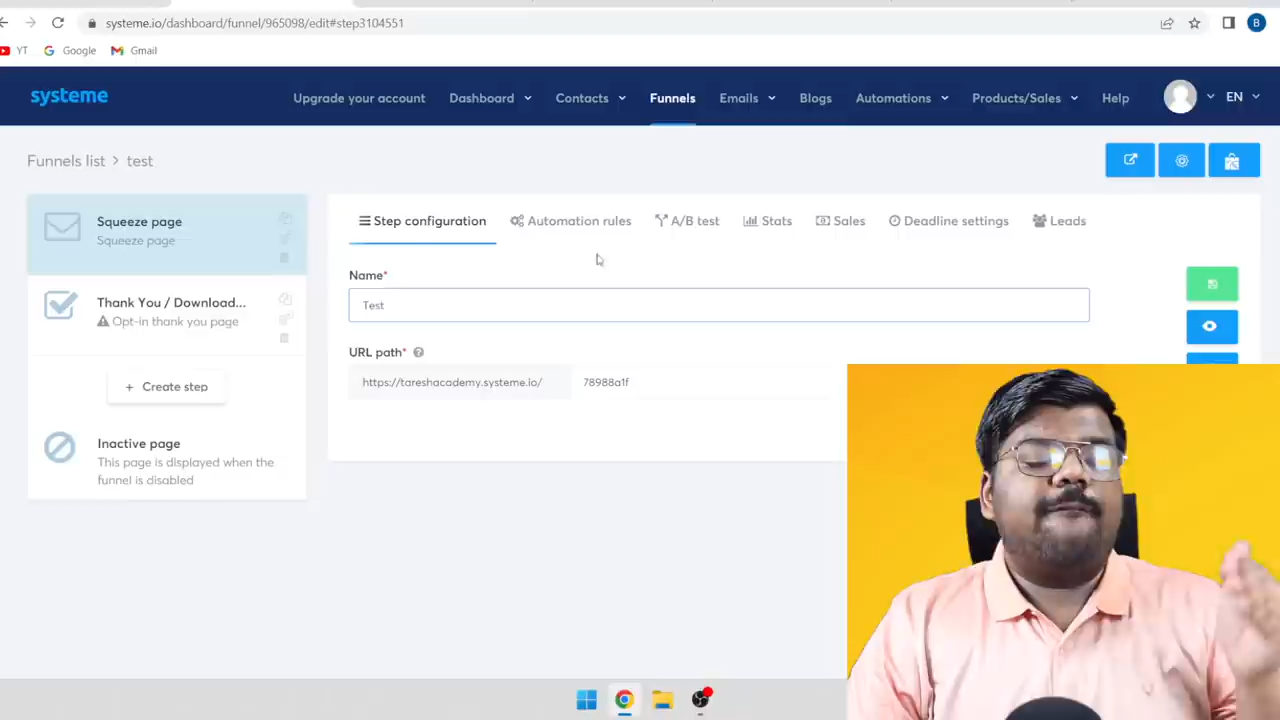 systeme.io/dashboard/funnel/965098/edit#step3104551
B
YT Google Gmail
systeme Upgrade your account Dashboard Contacts Funnels Emails Blogs Automations Products/Sales Help EN
Funnels list > test
Squeeze page
Squeeze page
Thank You / Download...
Opt-in thank you page
+ Create step
Inactive page
This page is displayed when the
funnel is disabled
Step configuration Automation rules A/B test Stats Sales Deadline settings Leads
Name*
Test
URL path* ?
https://tareshacademy.systeme.io/ 78988a1f